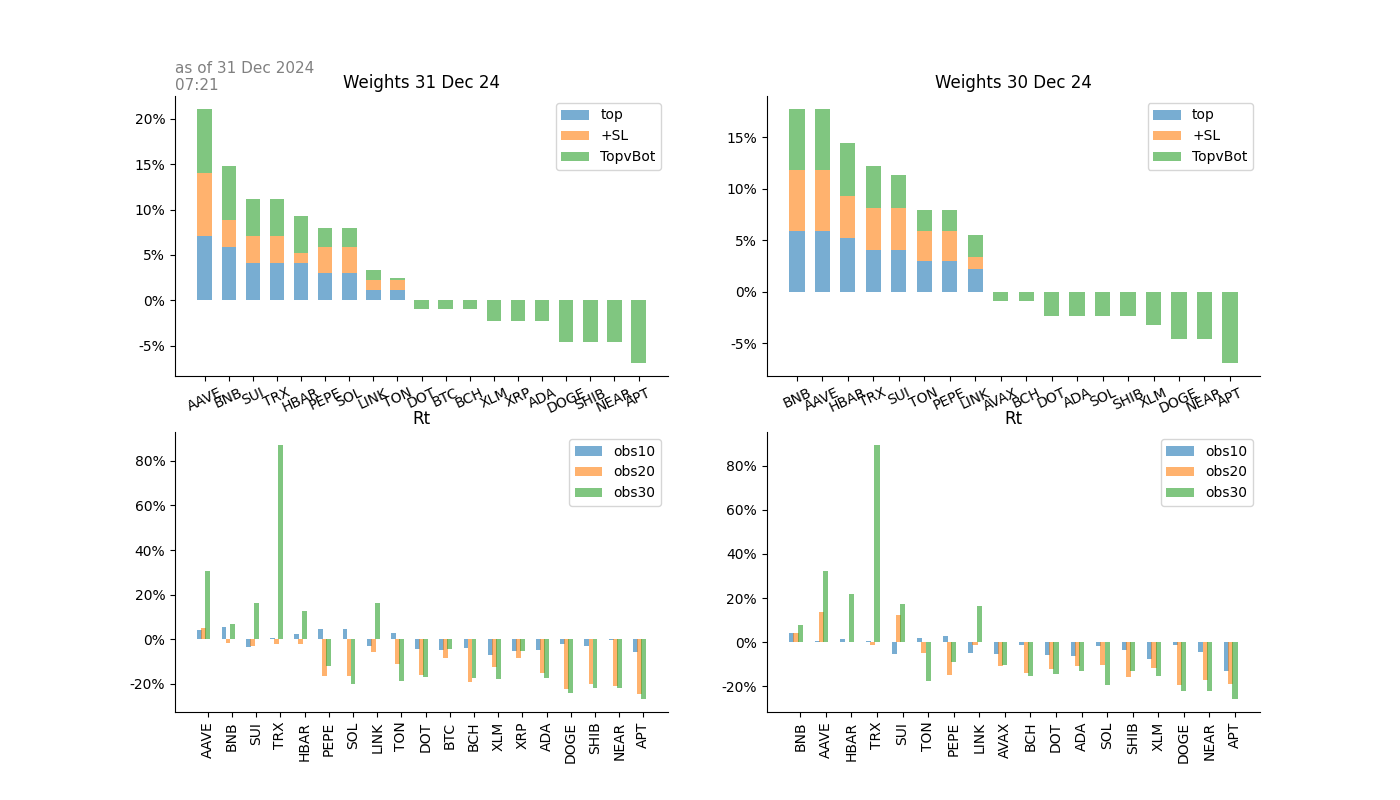 as of 31 Dec 2024
07:21
Weights 31 Dec 24
20%
15%
10%
5%
0%
-5%
top
+SL
TopvBot
AAVE BNB SUI TRX HBAR PEPE SOL LINK TON DOT BTC BCH XLM XRP ADA DOGE SHIB NEAR APT
Weights 30 Dec 24
15%
10%
5%
0%
-5%
top
+SL
TopvBot
BNB AAVE HBAR TRX SUI TON PEPE LINK AVAX BCH DOT ADA SOL SHIB XLM DOGE NEAR APT
Rt
80%
60%
40%
20%
0%
-20%
obs10
obs20
obs30
AAVE BNB SUI TRX HBAR PEPE SOL LINK TON DOT BTC BCH XLM XRP ADA DOGE SHIB NEAR APT
Rt
80%
60%
40%
20%
0%
-20%
obs10
obs20
obs30
BNB AAVE HBAR TRX SUI TON PEPE LINK AVAX BCH DOT ADA SOL SHIB XLM DOGE NEAR APT